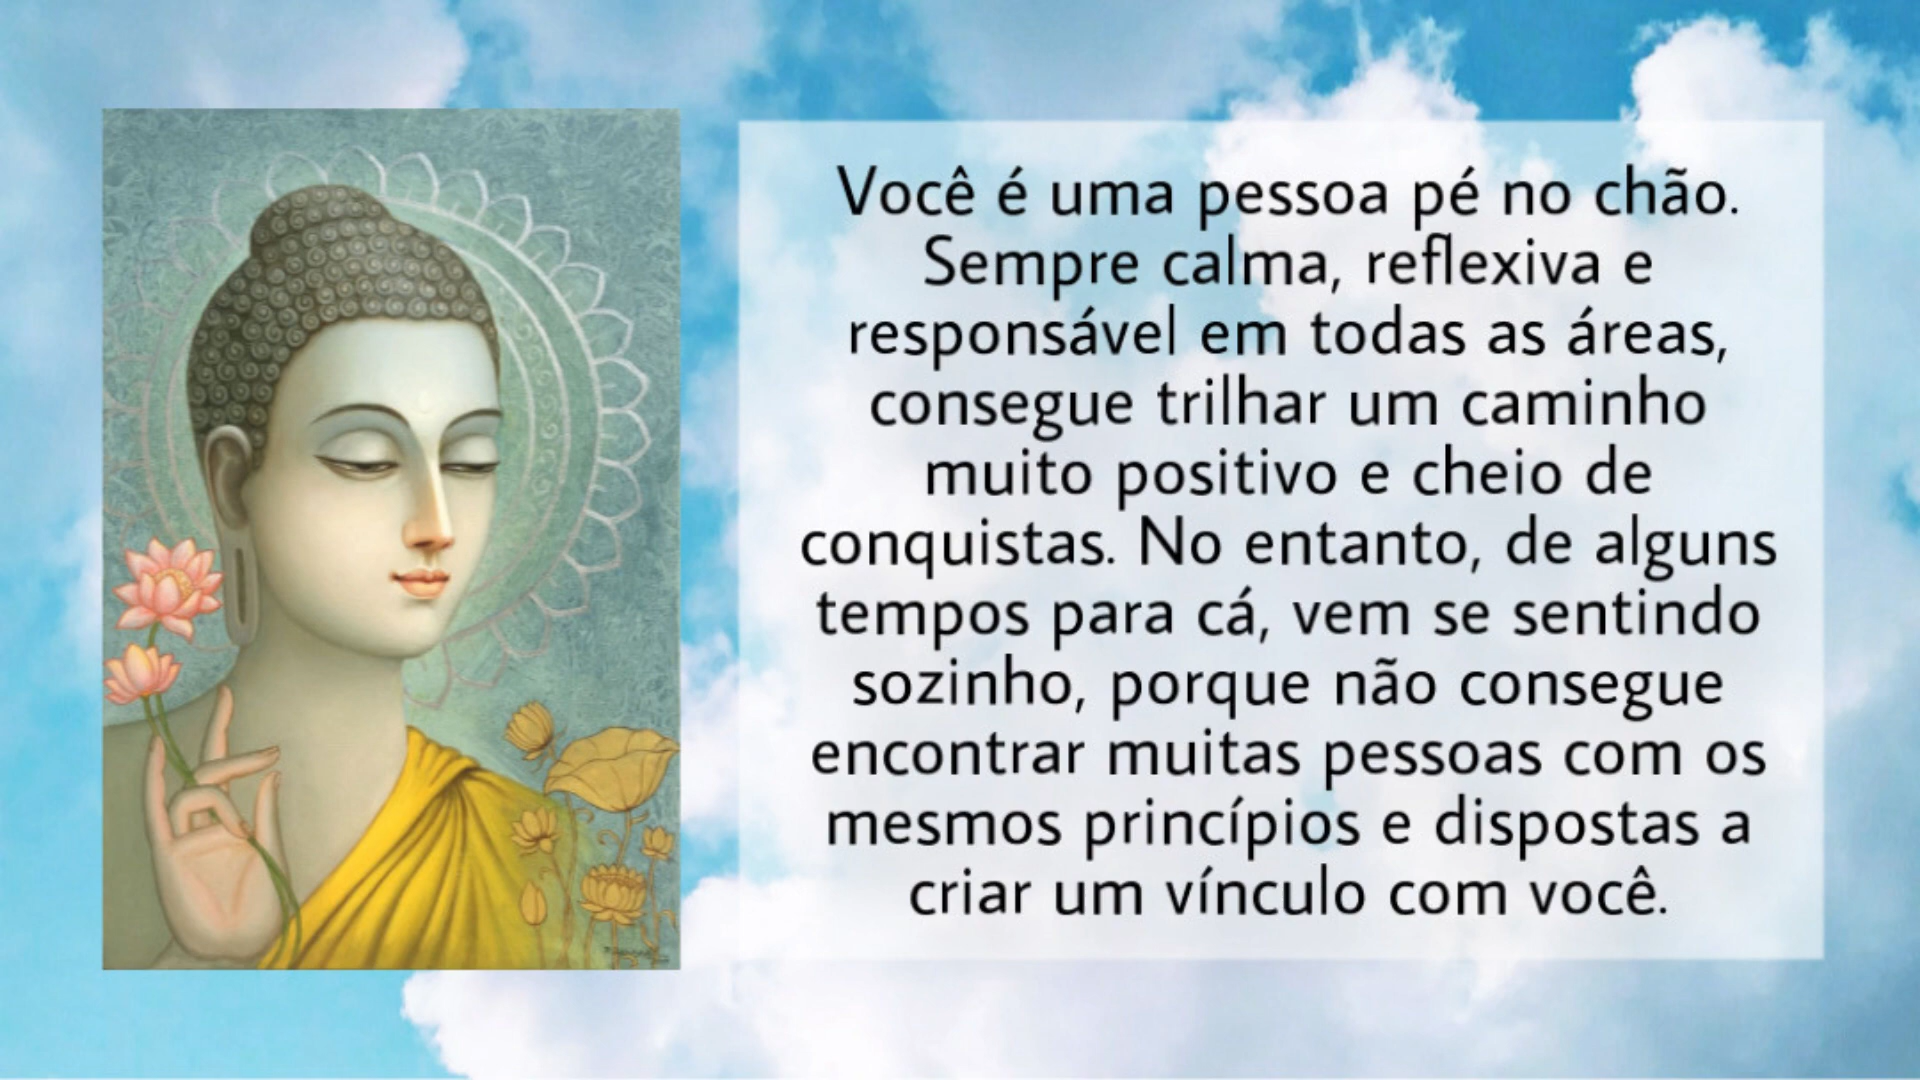 Você é uma pessoa pé no chão.
Sempre calma, reflexiva e
responsável em todas as áreas,
consegue trilhar um caminho
muito positivo e cheio de
conquistas. No entanto, de alguns
tempos para cá, vem se sentindo
sozinho, porque não consegue
encontrar muitas pessoas com os
mesmos princípios e dispostas a
criar um vínculo com você.